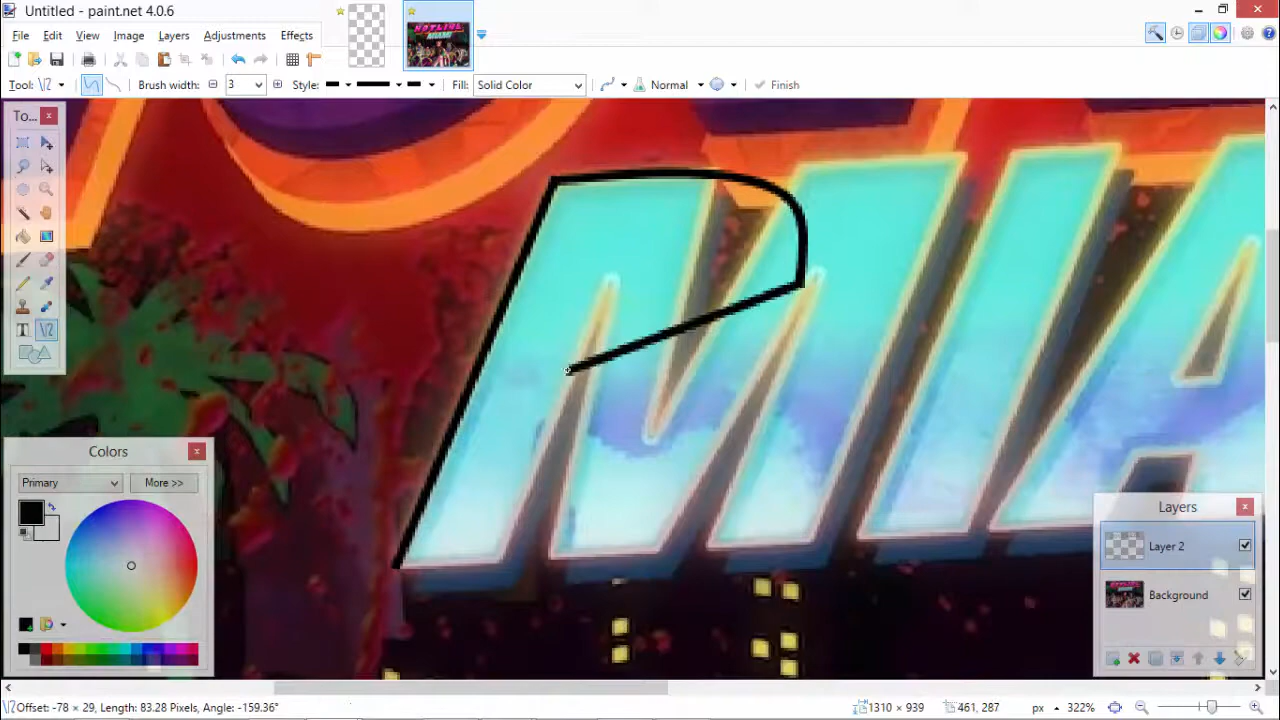 Untitled - paint.net 4.0.6
File Edit View Image Layers Adjustments Effects
Tool: Brush width: 3 Style: Fill: Solid Color Normal Finish
To...
MIA
Colors
Primary More >>
Layers
Layer 2
Background
Offset: -78 × 29, Length: 83.28 Pixels, Angle: -159.36° 1310 × 939 461, 287 322%